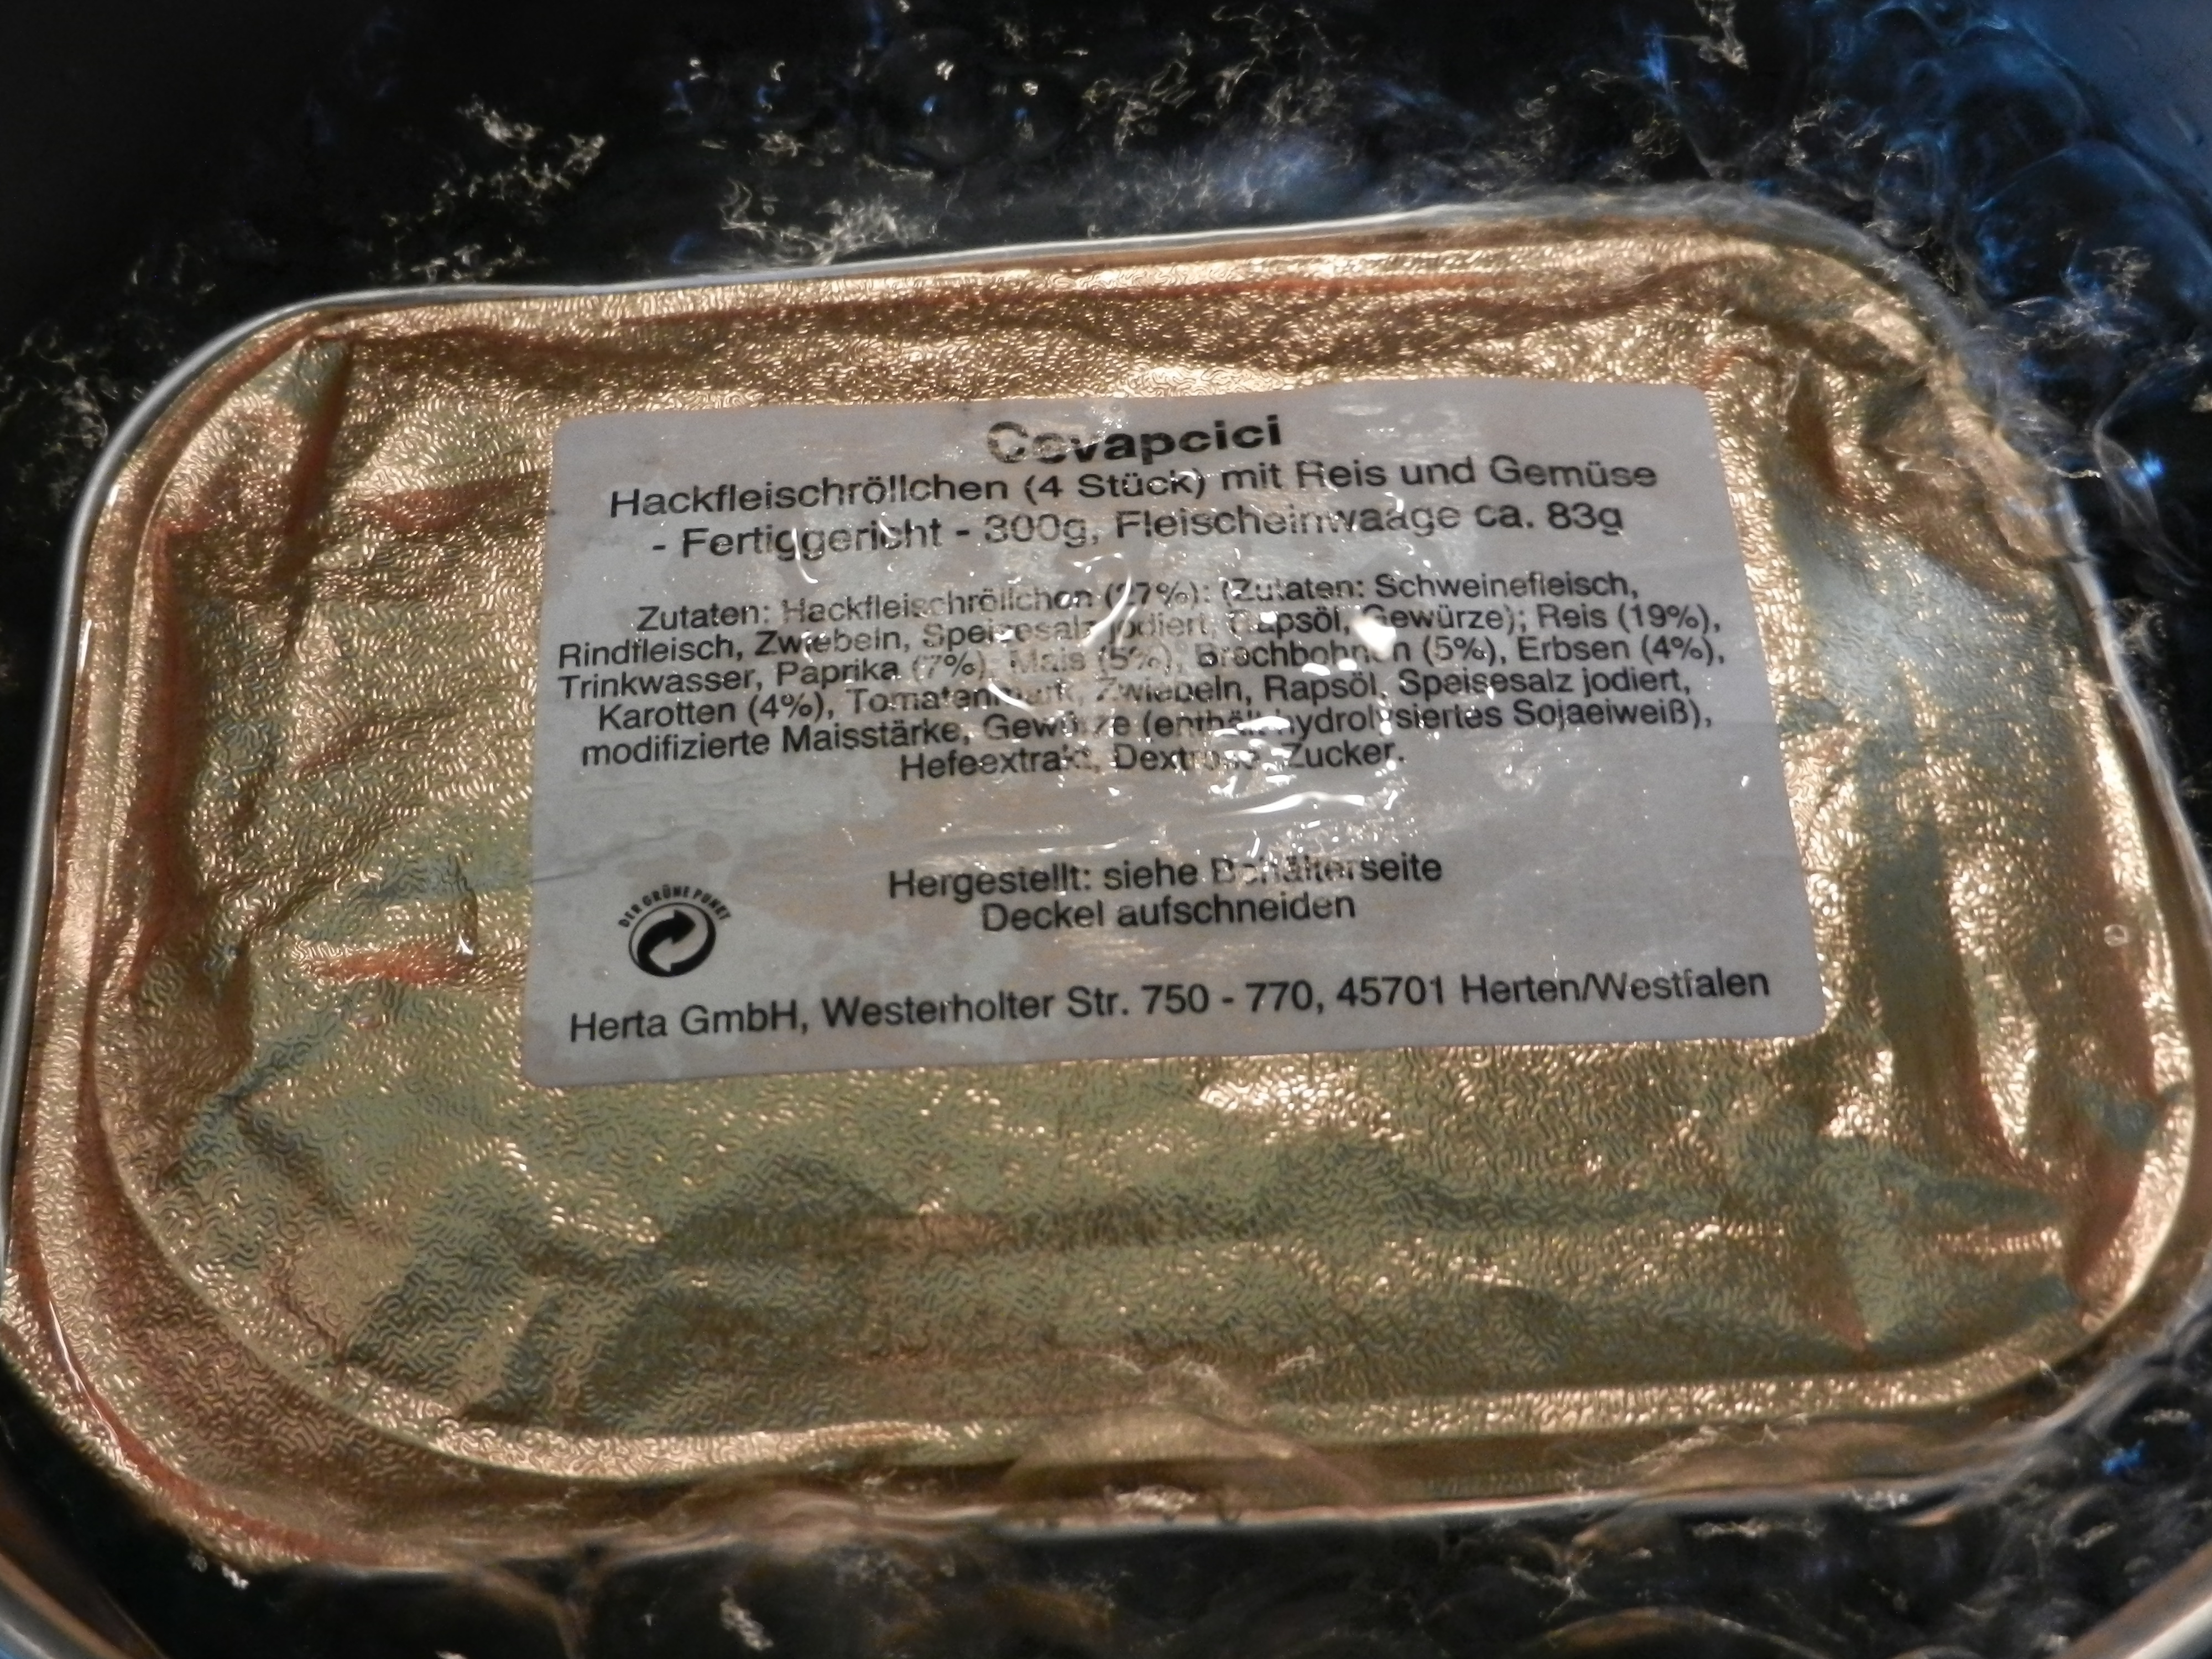 Cevapcici
Hackfleischröllchen (4 Stück) mit Reis und Gemüse
- Fertiggericht - 300g, Fleischeinwaage ca. 83g
Zutaten: Hackfleischröllchen (27%): (Zutaten: Schweinefleisch,
Rindfleisch, Zwiebeln, Speisesalz jodiert, Rapsöl, Gewürze); Reis (19%),
Trinkwasser, Paprika (7%), Mais (5%), Brechbohnen (5%), Erbsen (4%),
Karotten (4%), Tomatenmark, Zwiebeln, Rapsöl, Speisesalz jodiert,
modifizierte Maisstärke, Gewürze (enthält hydrolysiertes Sojaeiweiß),
Hefeextrakt, Dextrose, Zucker.
Hergestellt: siehe Behälterseite
Deckel aufschneiden
DER GRÜNE PUNKT
Herta GmbH, Westerholter Str. 750 - 770, 45701 Herten/Westfalen